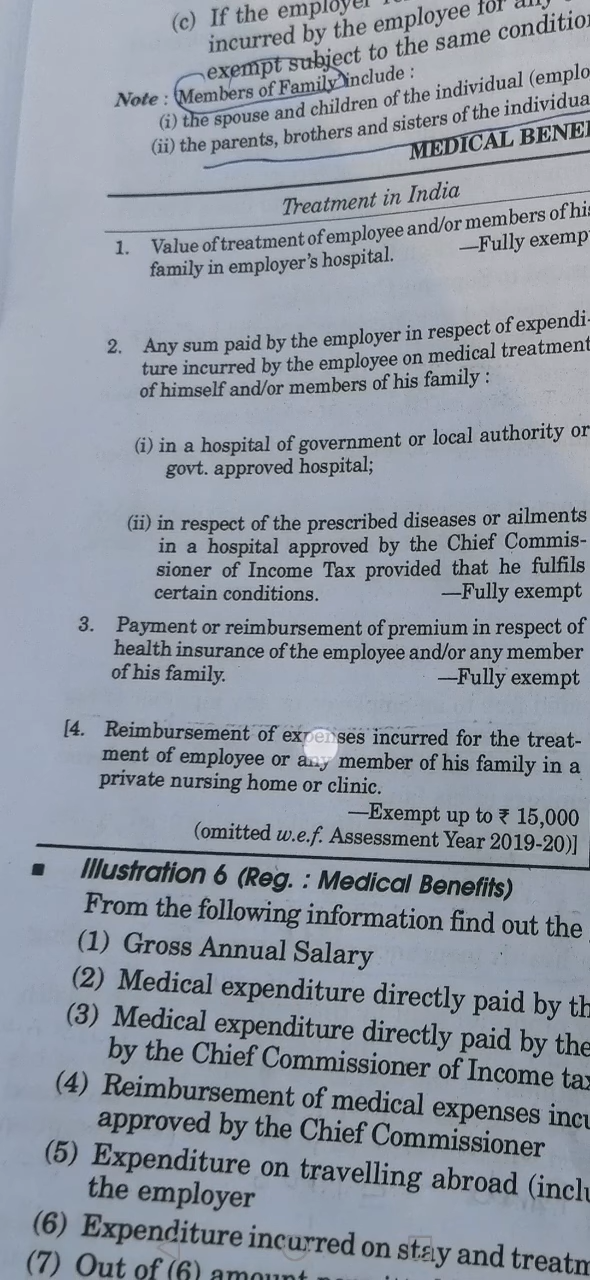 (c) If the employer
incurred by the employee for any
exempt subject to the same condition
Note : Members of Family include :
(i) the spouse and children of the individual (emplo
(ii) the parents, brothers and sisters of the individua
MEDICAL BENE
Treatment in India
1. Value of treatment of employee and/or members of his
family in employer's hospital. —Fully exemp
2. Any sum paid by the employer in respect of expendi-
ture incurred by the employee on medical treatment
of himself and/or members of his family :
(i) in a hospital of government or local authority or
govt. approved hospital;
(ii) in respect of the prescribed diseases or ailments
in a hospital approved by the Chief Commis-
sioner of Income Tax provided that he fulfils
certain conditions. —Fully exempt
3. Payment or reimbursement of premium in respect of
health insurance of the employee and/or any member
of his family. —Fully exempt
[4. Reimbursement of expenses incurred for the treat-
ment of employee or any member of his family in a
private nursing home or clinic.
—Exempt up to ₹ 15,000
(omitted w.e.f. Assessment Year 2019-20)]
■ Illustration 6 (Reg. : Medical Benefits)
From the following information find out the
(1) Gross Annual Salary
(2) Medical expenditure directly paid by th
(3) Medical expenditure directly paid by the
by the Chief Commissioner of Income tax
(4) Reimbursement of medical expenses incu
approved by the Chief Commissioner
(5) Expenditure on travelling abroad (inclu
the employer
(6) Expenditure incurred on stay and treatm
(7) Out of (6) amount